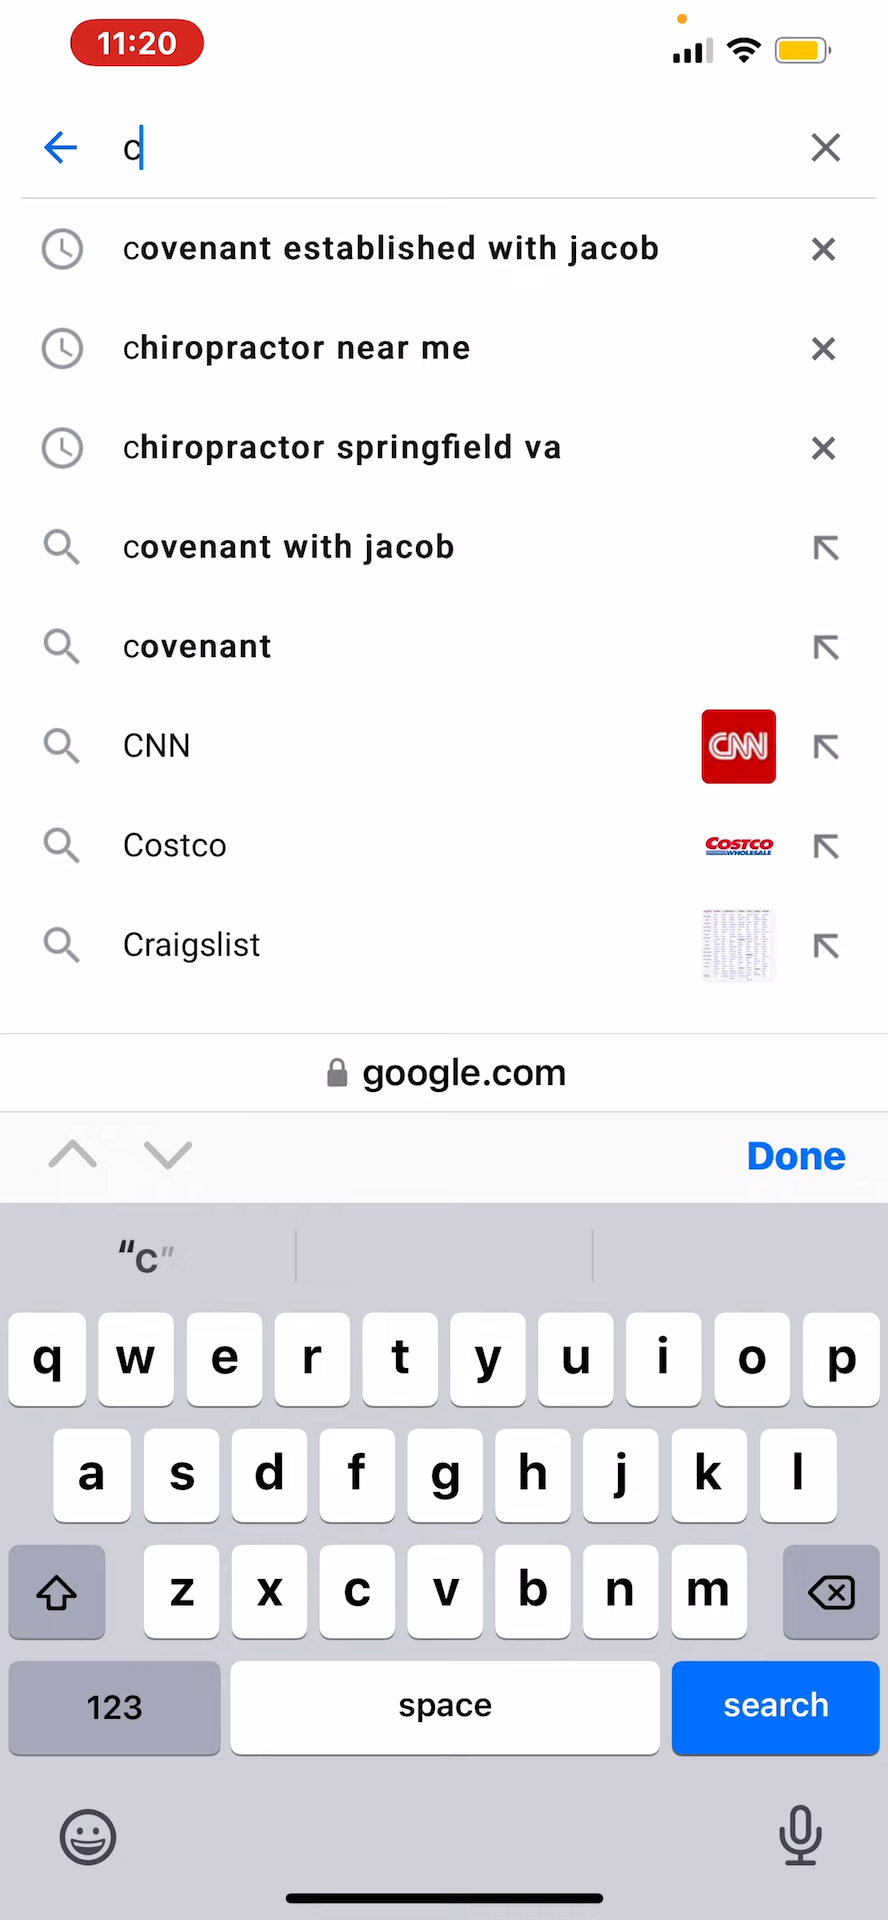 11:20
c
covenant established with jacob
chiropractor near me
chiropractor springfield va
covenant with jacob
covenant
CNN
CNN
Costco
COSTCO
WHOLESALE
Craigslist
google.com
Done
“c”
q w e r t y u i o p
a s d f g h j k l
z x c v b n m
123 space search